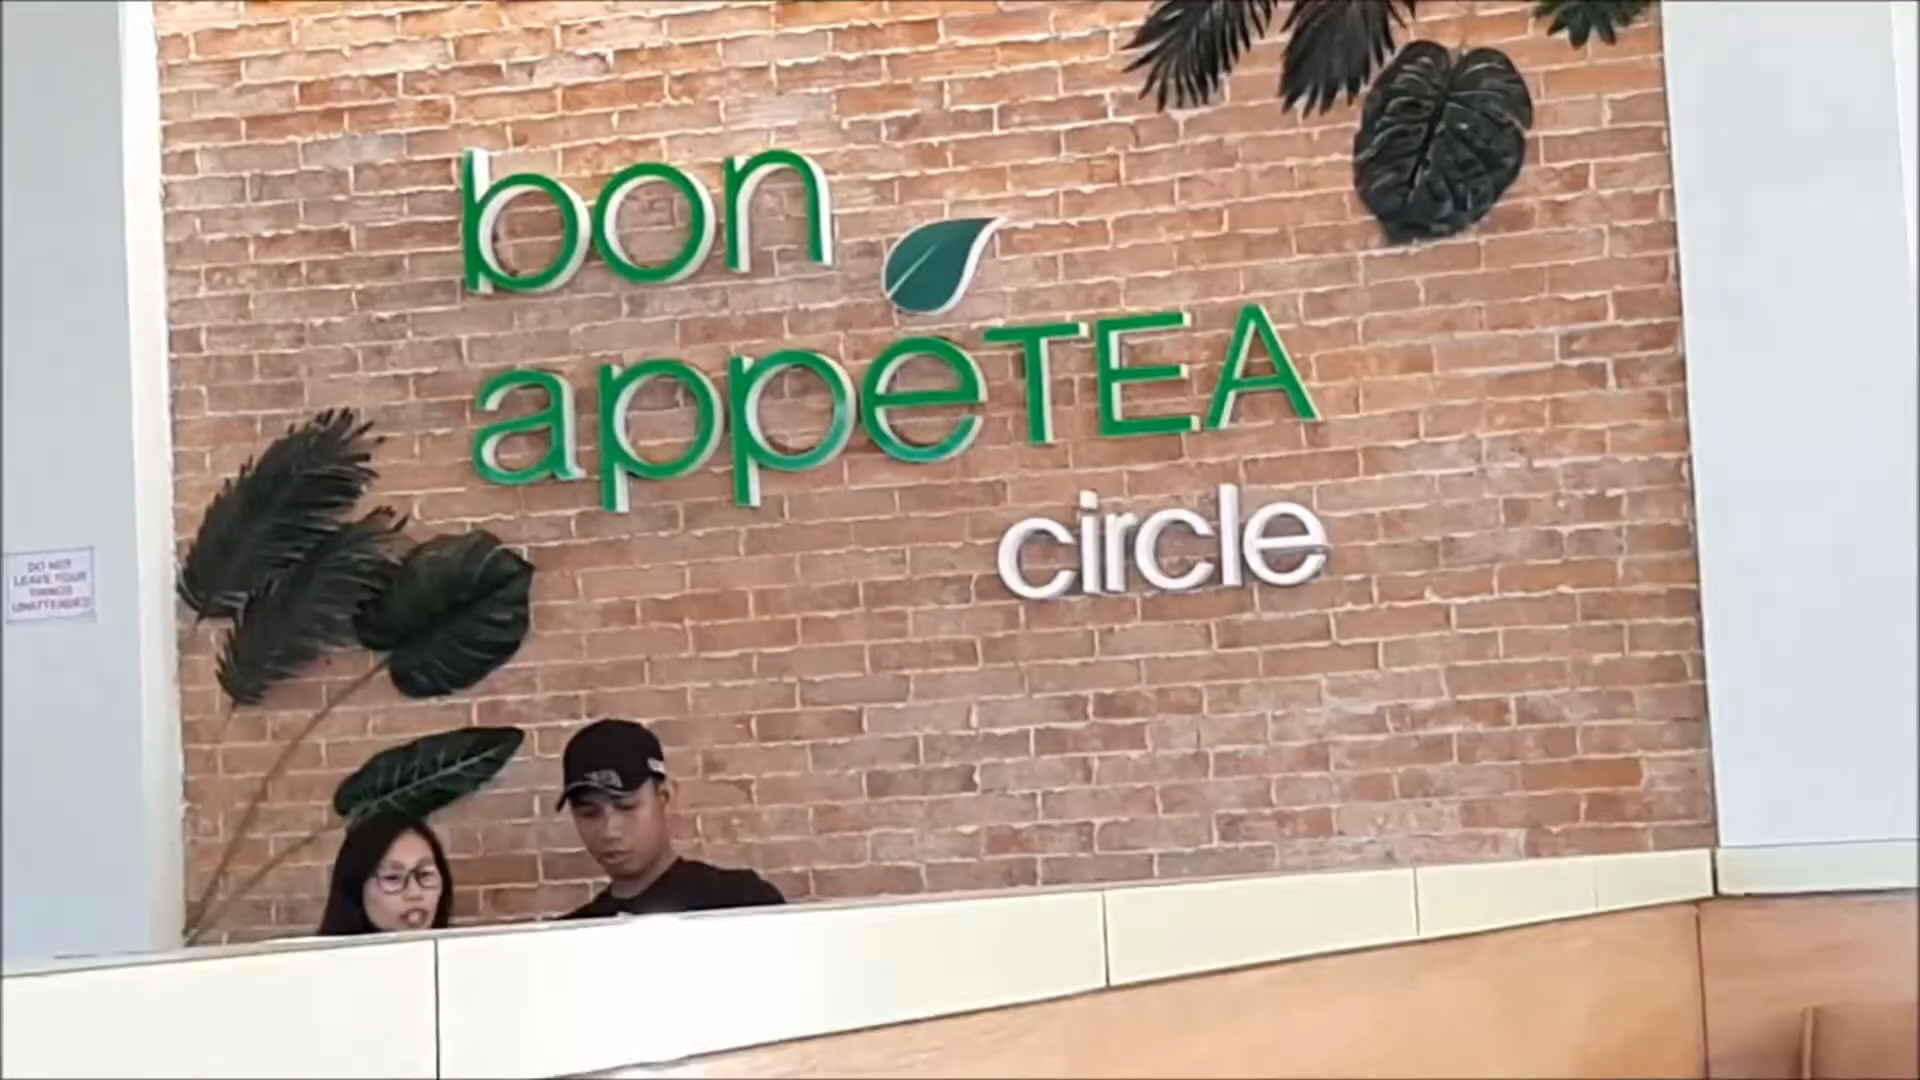 bon
appeTEA
circle
DO NOT
LEAVE YOUR
THINGS
UNATTENDED